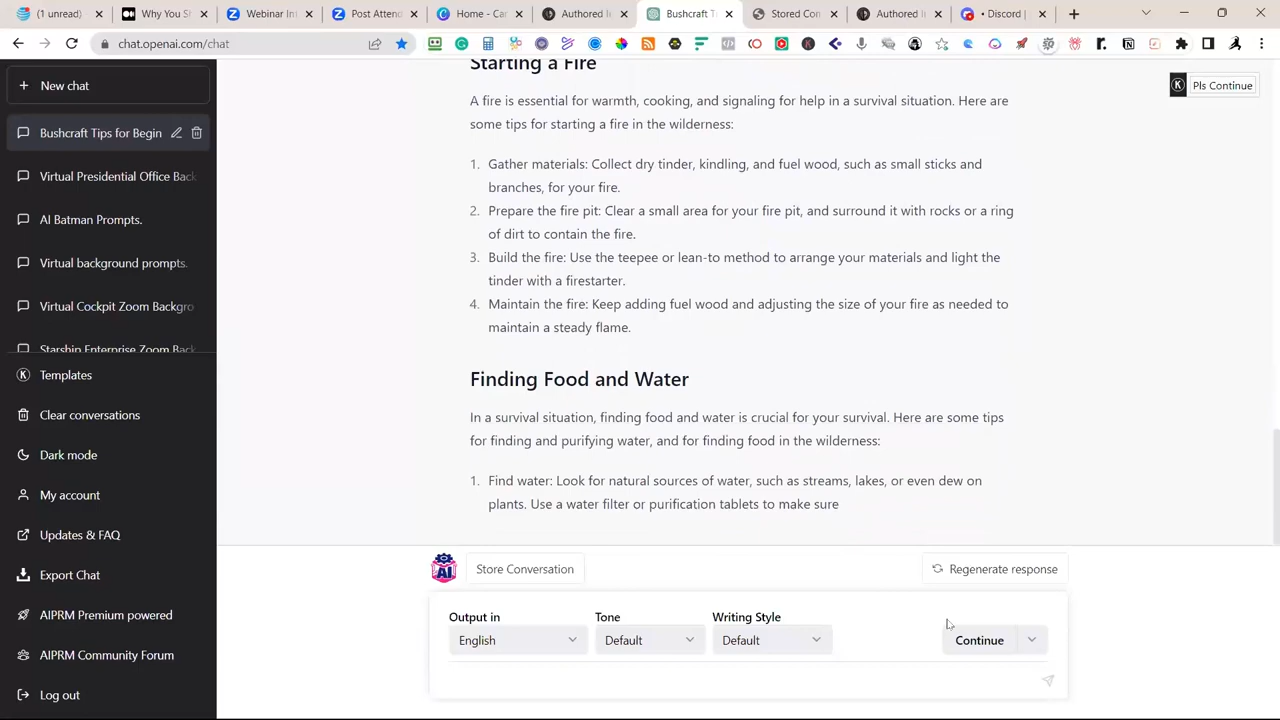 (1 unread)
Why You S
Webinar In
Post Attend
Home - Car
Authored I
Bushcraft T
Stored Co
Authored I
• Discord |
chat.openai.com/chat
New chat
Bushcraft Tips for Begin
Virtual Presidential Office Back
AI Batman Prompts.
Virtual background prompts.
Virtual Cockpit Zoom Backgro
Starship Enterprise Zoom Back
Templates
Clear conversations
Dark mode
My account
Updates & FAQ
Export Chat
AIPRM Premium powered
AIPRM Community Forum
Log out
Pls Continue
Starting a Fire
A fire is essential for warmth, cooking, and signaling for help in a survival situation. Here are
some tips for starting a fire in the wilderness:
1. Gather materials: Collect dry tinder, kindling, and fuel wood, such as small sticks and
branches, for your fire.
2. Prepare the fire pit: Clear a small area for your fire pit, and surround it with rocks or a ring
of dirt to contain the fire.
3. Build the fire: Use the teepee or lean-to method to arrange your materials and light the
tinder with a firestarter.
4. Maintain the fire: Keep adding fuel wood and adjusting the size of your fire as needed to
maintain a steady flame.
Finding Food and Water
In a survival situation, finding food and water is crucial for your survival. Here are some tips
for finding and purifying water, and for finding food in the wilderness:
1. Find water: Look for natural sources of water, such as streams, lakes, or even dew on
plants. Use a water filter or purification tablets to make sure
AI
Store Conversation
Regenerate response
Output in
Tone
Writing Style
English
Default
Default
Continue